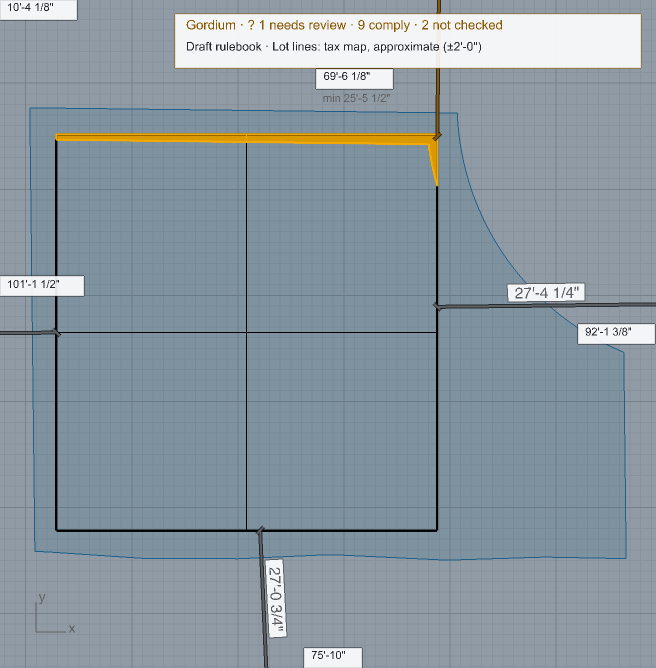 10'-4 1/8"
Gordium · ? 1 needs review · 9 comply · 2 not checked
Draft rulebook · Lot lines: tax map, approximate (±2'-0")
69'-6 1/8"
min 25'-5 1/2"
101'-1 1/2"
27'-4 1/4"
92'-1 3/8"
27'-0 3/4"
y
x
75'-10"